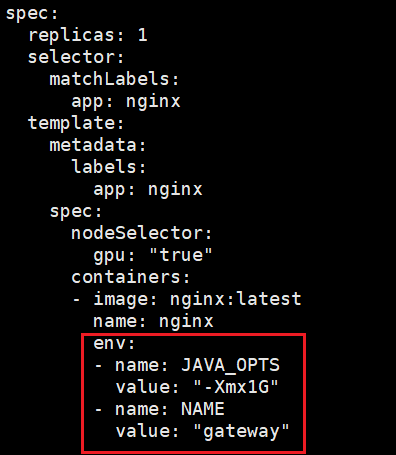 spec:
  replicas: 1
  selector:
    matchLabels:
      app: nginx
  template:
    metadata:
      labels:
        app: nginx
    spec:
      nodeSelector:
        gpu: "true"
      containers:
      - image: nginx:latest
        name: nginx
        env:
        - name: JAVA_OPTS
          value: "-Xmx1G"
        - name: NAME
          value: "gateway"